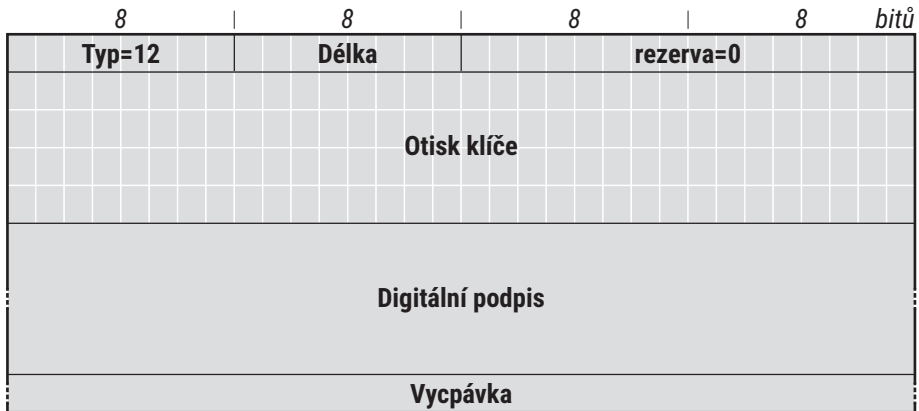 8 8 8 8 bitů
Typ=12 Délka rezerva=0
Otisk klíče
Digitální podpis
Vycpávka